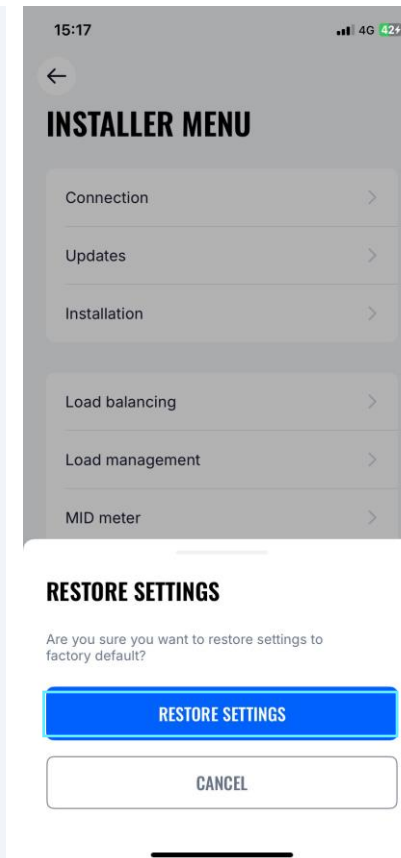 15:17 4G 42
INSTALLER MENU
Connection
Updates
Installation
Load balancing
Load management
MID meter
RESTORE SETTINGS
Are you sure you want to restore settings to
factory default?
RESTORE SETTINGS
CANCEL